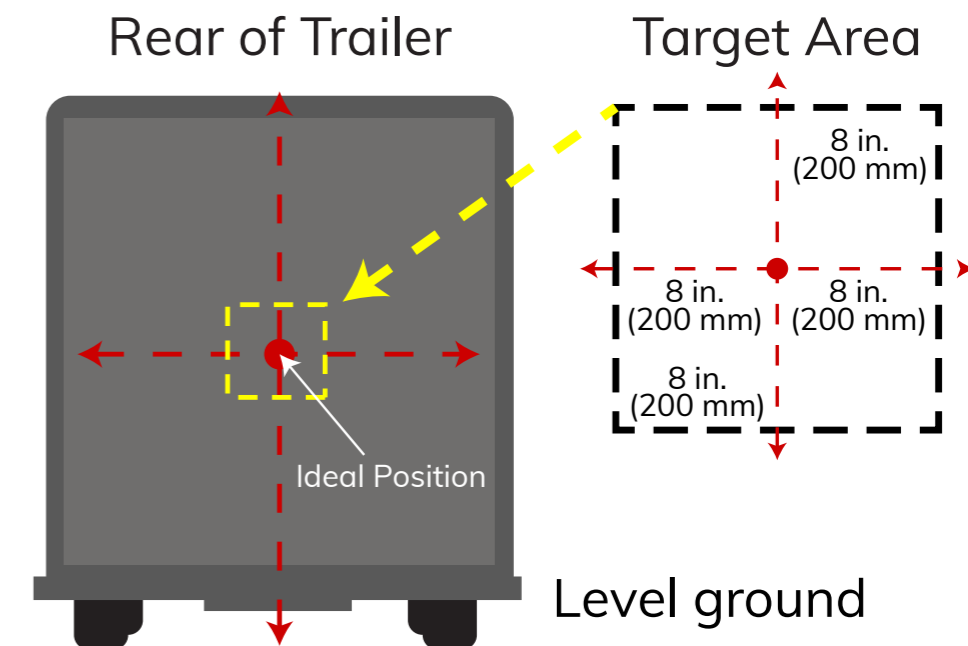 Rear of Trailer
Target Area
8 in.
(200 mm)
8 in.
(200 mm)
8 in.
(200 mm)
8 in.
(200 mm)
Ideal Position
Level ground